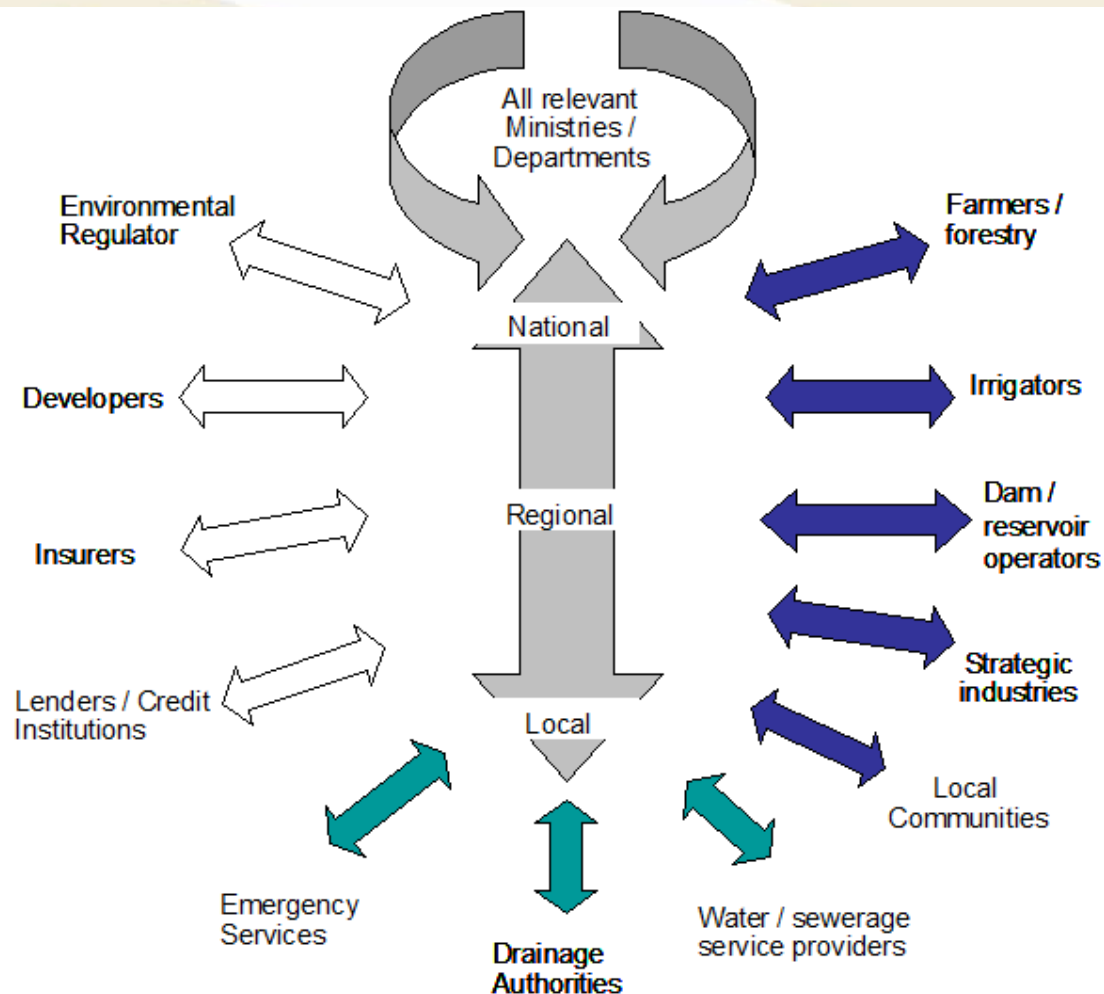 All relevant
Ministries /
Departments
Environmental
Regulator
Farmers /
forestry
National
Developers
Irrigators
Regional
Insurers
Dam /
reservoir
operators
Strategic
industries
Lenders / Credit
Institutions
Local
Local
Communities
Emergency
Services
Drainage
Authorities
Water / sewerage
service providers